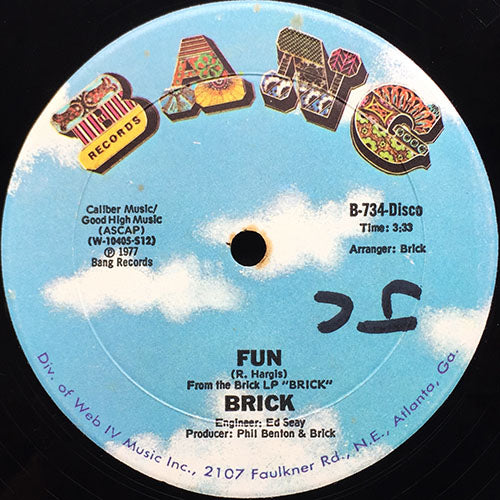 BANG
RECORDS
Caliber Music/
Good High Music
(ASCAP)
(W-10405-S12)
Ⓟ 1977
Bang Records
B-734-Disco
Time: 3;33
Arranger: Brick
FUN
(R. Hargis)
From the Brick LP "BRICK"
BRICK
Engineer: Ed Seay
Producer: Phil Benton & Brick
Div. of Web IV Music Inc., 2107 Faulkner Rd., N.E., Atlanta, Ga.